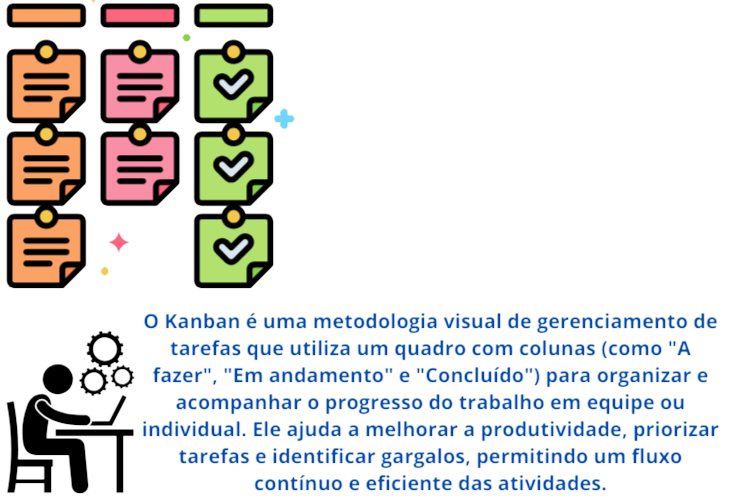 O Kanban é uma metodologia visual de gerenciamento de
tarefas que utiliza um quadro com colunas (como "A
fazer", "Em andamento" e "Concluído") para organizar e
acompanhar o progresso do trabalho em equipe ou
individual. Ele ajuda a melhorar a produtividade, priorizar
tarefas e identificar gargalos, permitindo um fluxo
contínuo e eficiente das atividades.